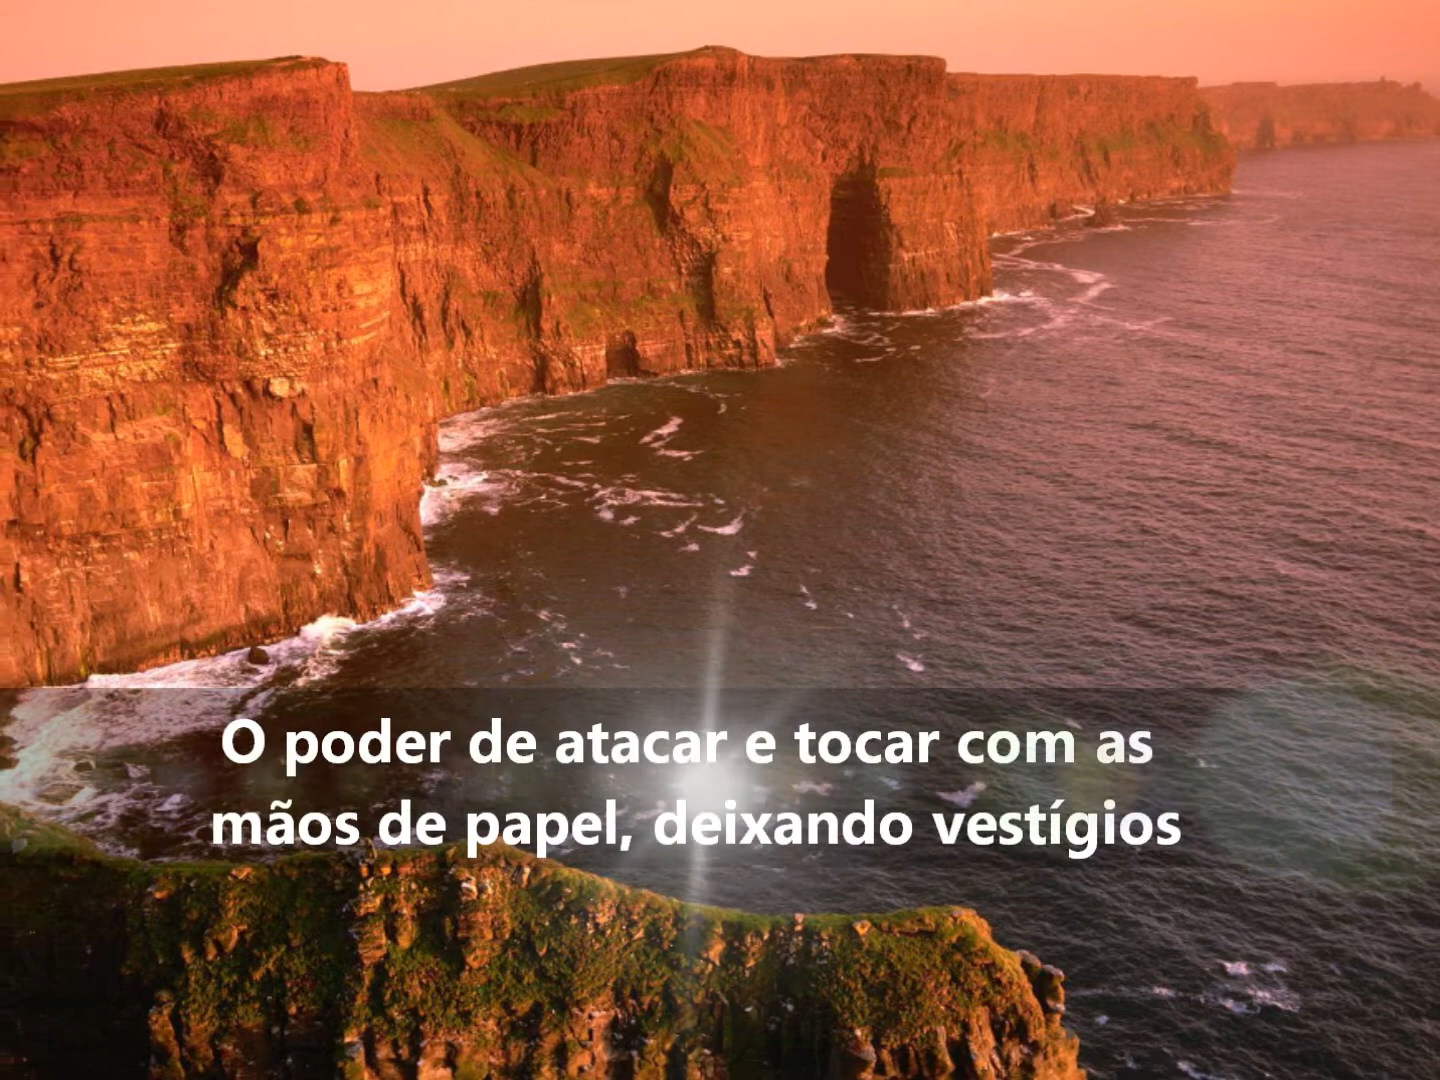 O poder de atacar e tocar com as
mãos de papel, deixando vestígios